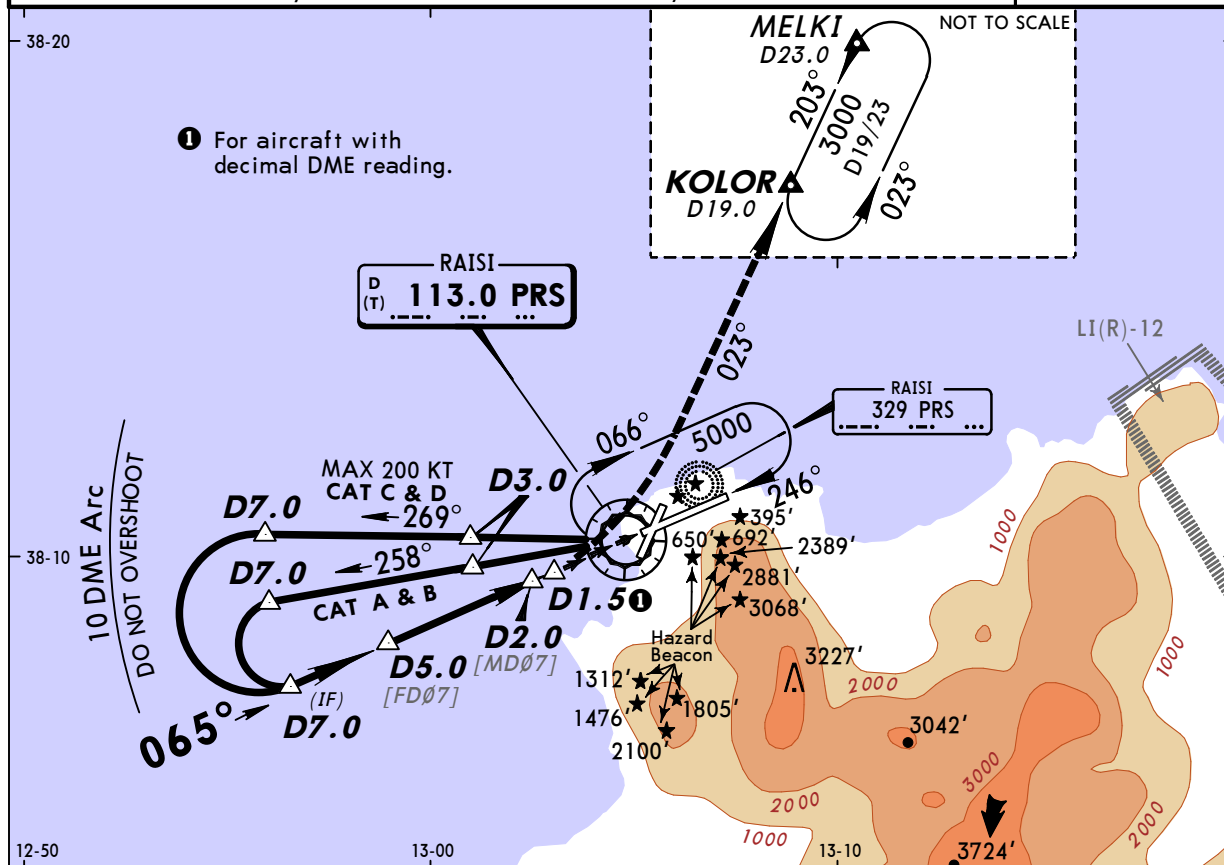 38-20
MELKI
D23.0
NOT TO SCALE
203°
3000
D19/23
023°
KOLOR
D19.0
1 For aircraft with
decimal DME reading.
RAISI
D
(T)
113.0 PRS
023°
LI(R)-12
RAISI
329 PRS
066°
5000
246°
10 DME Arc
DO NOT OVERSHOOT
MAX 200 KT
CAT C & D
269°
D3.0
D7.0
1000
38-10
258°
D7.0
CAT A & B
395'
650'
692'
2389'
2881'
3068'
D1.5 1
D2.0
[MDØ7]
D5.0
[FDØ7]
Hazard
Beacon
(IF)
D7.0
065°
1312'
1476'
1805'
2100'
3227'
2000
3042'
1000
3000
2000
1000
2000
3724'
12-50
13-00
13-10